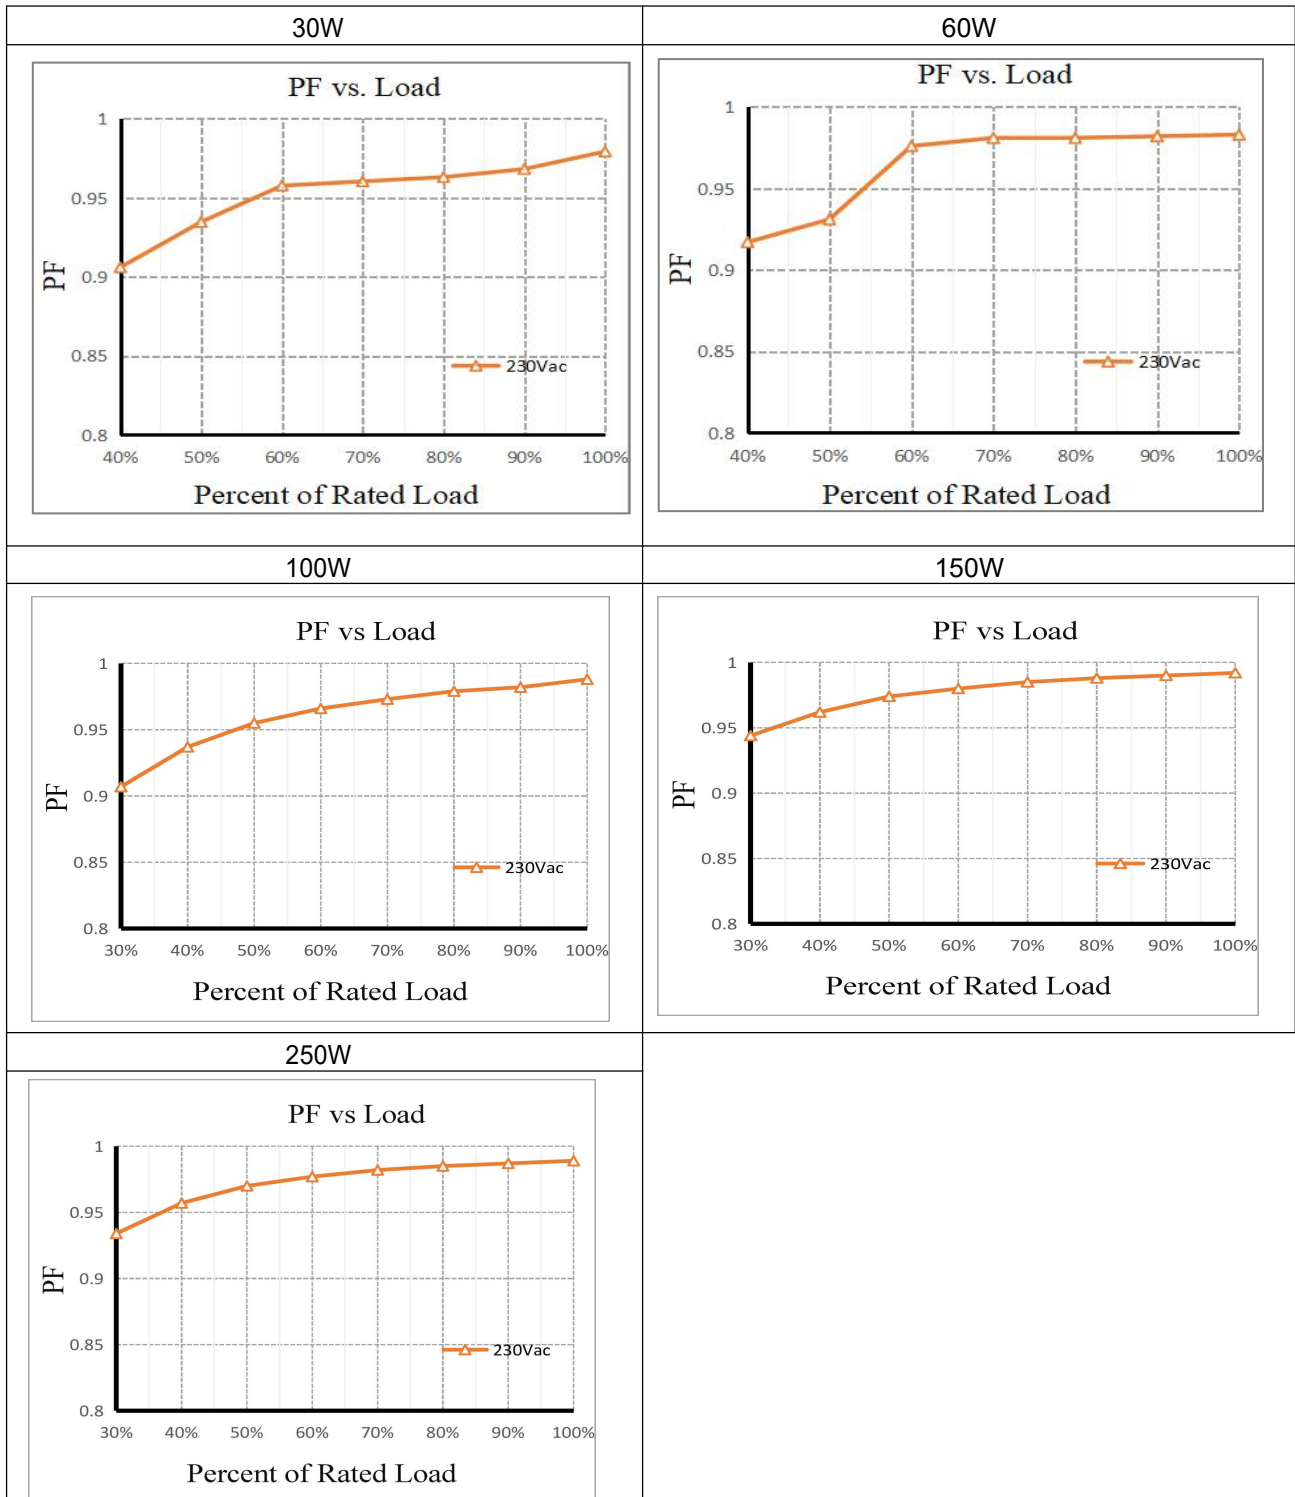 30W
PF vs. Load
1
0.95
0.9
0.85
0.8
PF
230Vac
40% 50% 60% 70% 80% 90% 100%
Percent of Rated Load
60W
PF vs. Load
1
0.95
0.9
0.85
0.8
PF
230Vac
40% 50% 60% 70% 80% 90% 100%
Percent of Rated Load
100W
PF vs Load
1
0.95
0.9
0.85
0.8
PF
230Vac
30% 40% 50% 60% 70% 80% 90% 100%
Percent of Rated Load
150W
PF vs Load
1
0.95
0.9
0.85
0.8
PF
230Vac
30% 40% 50% 60% 70% 80% 90% 100%
Percent of Rated Load
250W
PF vs Load
1
0.95
0.9
0.85
0.8
PF
230Vac
30% 40% 50% 60% 70% 80% 90% 100%
Percent of Rated Load